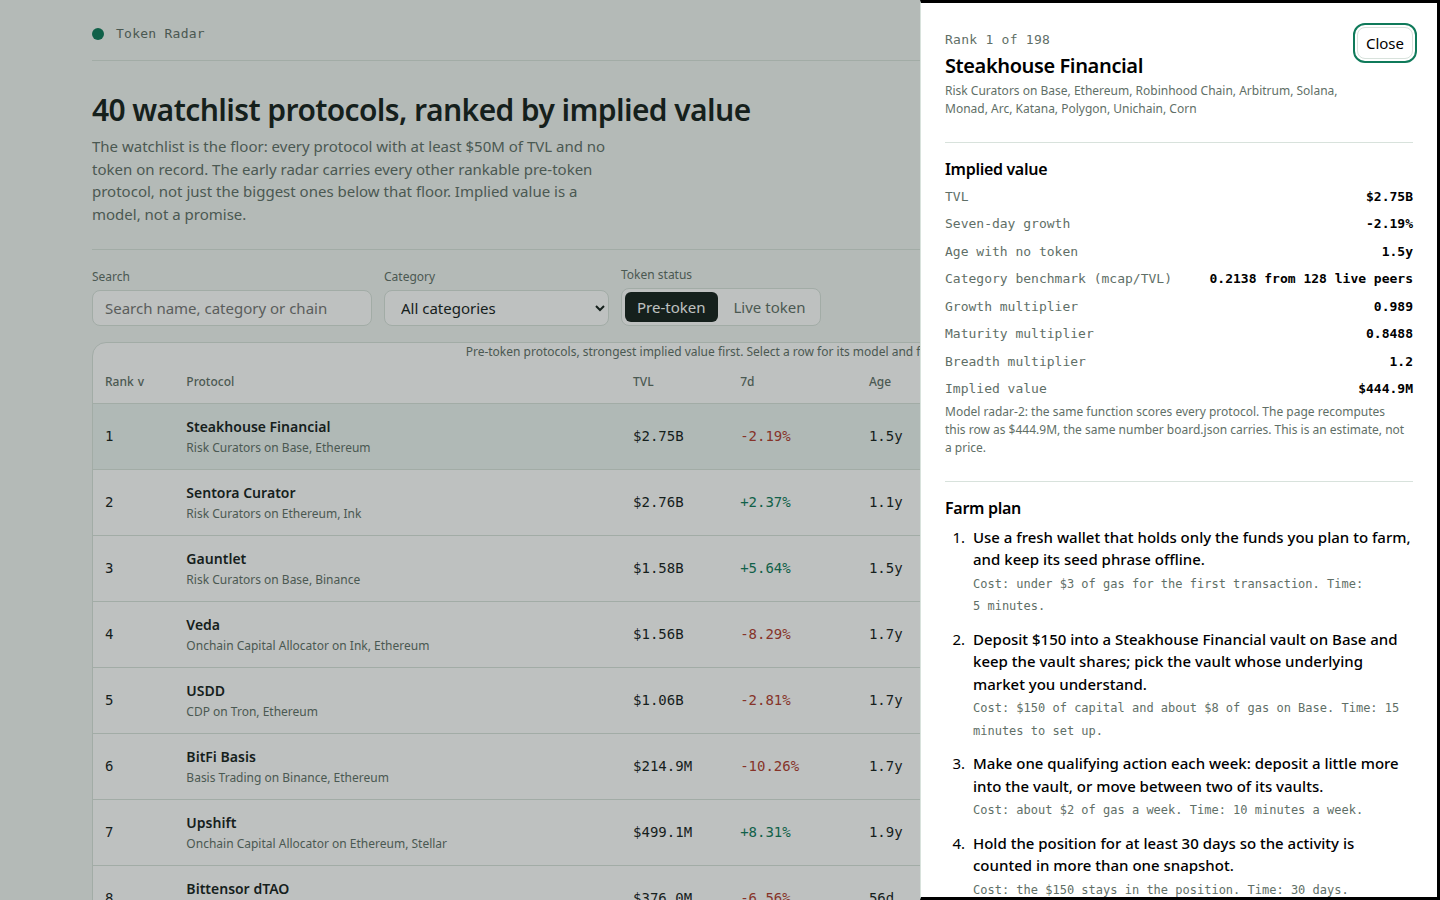 Token Radar
40 watchlist protocols, ranked by implied value
The watchlist is the floor: every protocol with at least $50M of TVL and no
token on record. The early radar carries every other rankable pre-token
protocol, not just the biggest ones below that floor. Implied value is a
model, not a promise.
Search
Category
Token status
Search name, category or chain
All categories
Pre-token
Live token
Pre-token protocols, strongest implied value first. Select a row for its model and f
Rank v Protocol TVL 7d Age
1 Steakhouse Financial $2.75B -2.19% 1.5y
Risk Curators on Base, Ethereum
2 Sentora Curator $2.76B +2.37% 1.1y
Risk Curators on Ethereum, Ink
3 Gauntlet $1.58B +5.64% 1.5y
Risk Curators on Base, Binance
4 Veda $1.56B -8.29% 1.7y
Onchain Capital Allocator on Ink, Ethereum
5 USDD $1.06B -2.81% 1.7y
CDP on Tron, Ethereum
6 BitFi Basis $214.9M -10.26% 1.7y
Basis Trading on Binance, Ethereum
7 Upshift $499.1M +8.31% 1.9y
Onchain Capital Allocator on Ethereum, Stellar
8 Bittensor dTAO $376.0M -6.56% 56d
Rank 1 of 198
Close
Steakhouse Financial
Risk Curators on Base, Ethereum, Robinhood Chain, Arbitrum, Solana,
Monad, Arc, Katana, Polygon, Unichain, Corn
Implied value
TVL $2.75B
Seven-day growth -2.19%
Age with no token 1.5y
Category benchmark (mcap/TVL) 0.2138 from 128 live peers
Growth multiplier 0.989
Maturity multiplier 0.8488
Breadth multiplier 1.2
Implied value $444.9M
Model radar-2: the same function scores every protocol. The page recomputes
this row as $444.9M, the same number board.json carries. This is an estimate, not
a price.
Farm plan
1. Use a fresh wallet that holds only the funds you plan to farm,
and keep its seed phrase offline.
Cost: under $3 of gas for the first transaction. Time:
5 minutes.
2. Deposit $150 into a Steakhouse Financial vault on Base and
keep the vault shares; pick the vault whose underlying
market you understand.
Cost: $150 of capital and about $8 of gas on Base. Time: 15
minutes to set up.
3. Make one qualifying action each week: deposit a little more
into the vault, or move between two of its vaults.
Cost: about $2 of gas a week. Time: 10 minutes a week.
4. Hold the position for at least 30 days so the activity is
counted in more than one snapshot.
Cost: the $150 stays in the position. Time: 30 days.